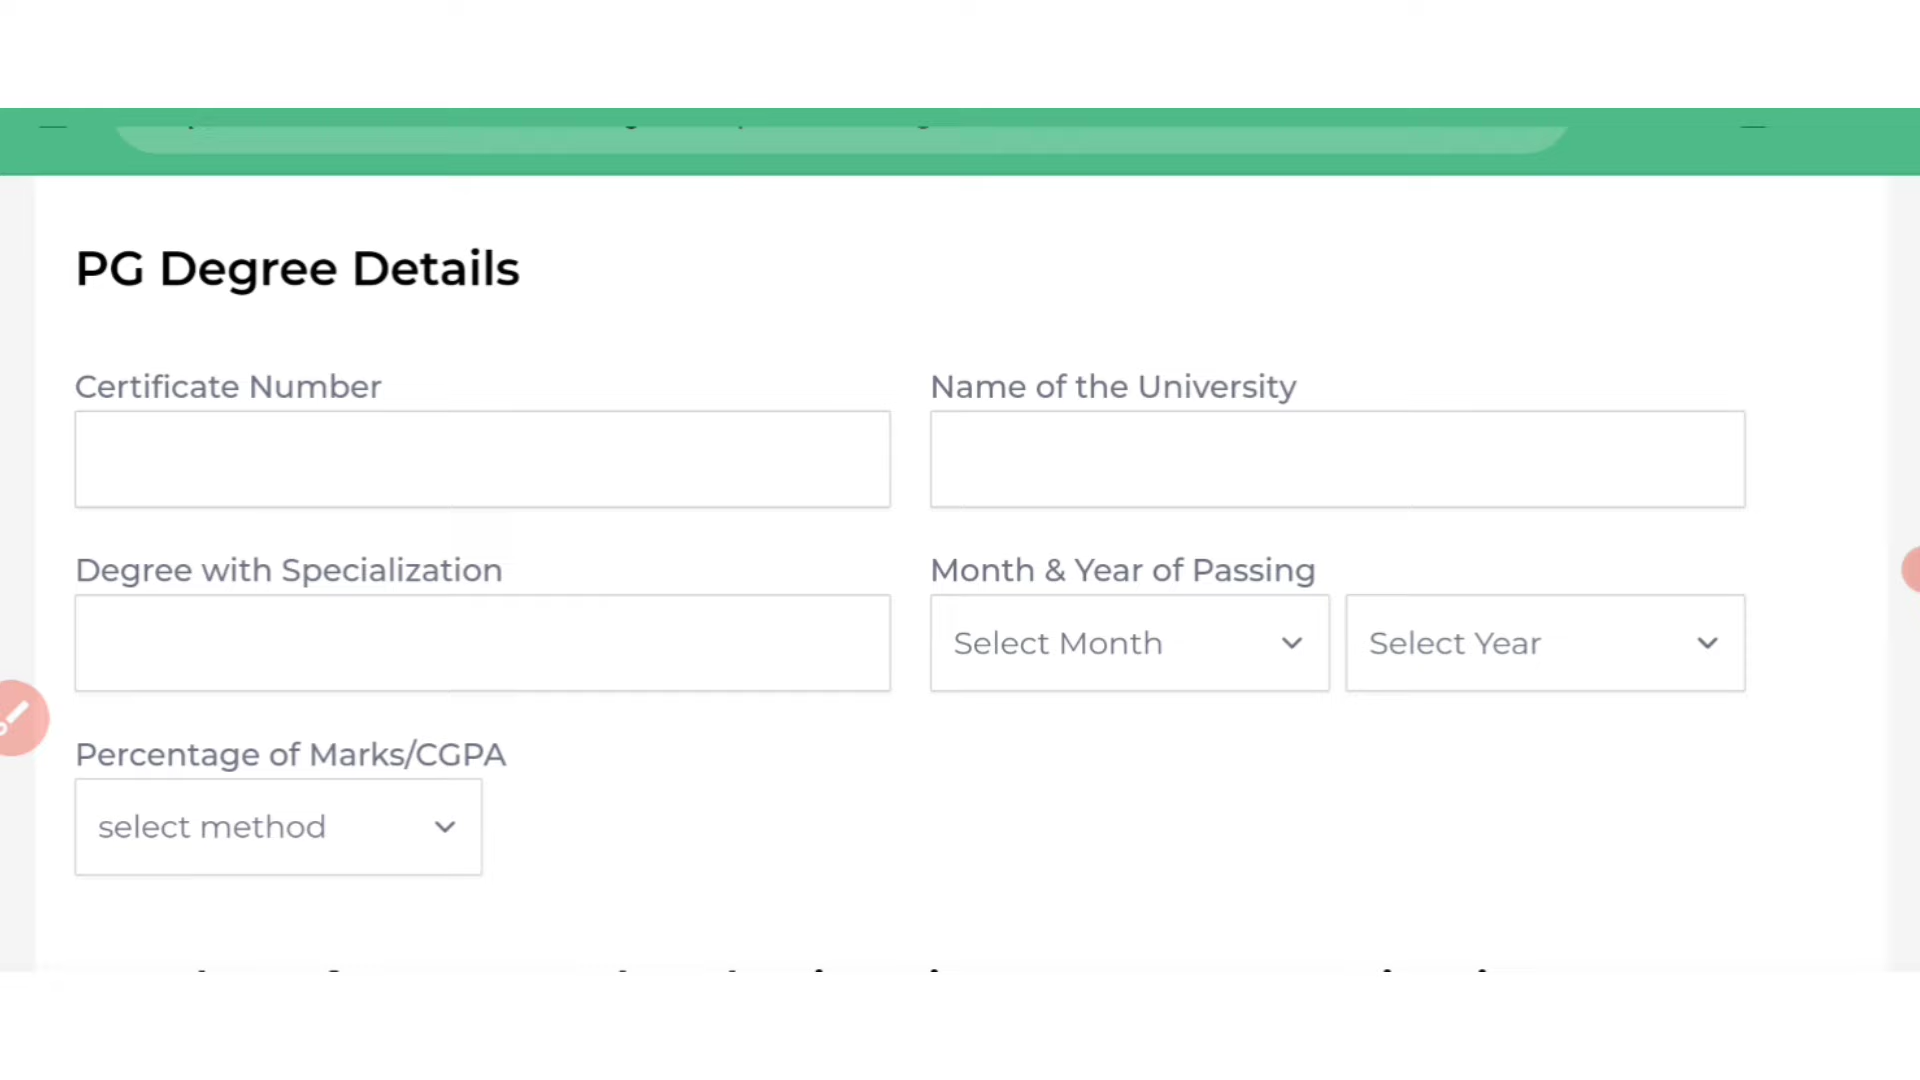 PG Degree Details
Certificate Number
Name of the University
Degree with Specialization
Month & Year of Passing
Select Month
Select Year
Percentage of Marks/CGPA
select method